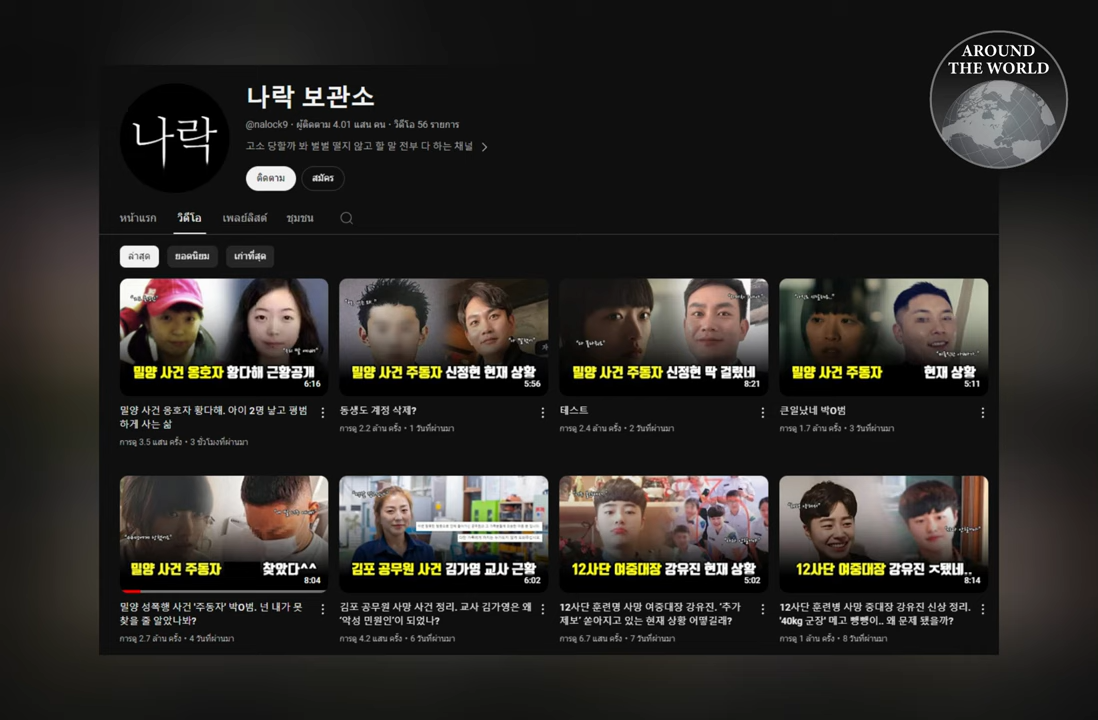 AROUND
THE WORLD
나락
나락 보관소
@nalock9 • ผู้ติดตาม 4.01 แสน คน • วิดีโอ 56 รายการ
고소 당할까 봐 벌벌 떨지 않고 할 말 전부 다 하는 채널
ติดตาม
สมัคร
หน้าแรก
วิดีโอ
เพลย์ลิสต์
ชุมชน
ล่าสุด
ยอดนิยม
เก่าที่สุด
밀양 사건 옹호자 황다해 근황공개
6:16
밀양 사건 주동자 신정현 현재 상황
5:56
밀양 사건 주동자 신정현 딱 걸렸네
8:21
밀양 사건 주동자 현재 상황
5:11
밀양 사건 옹호자 황다해. 아이 2명 낳고 평범
하게 사는 삶
การดู 3.5 แสน ครั้ง • 3 ชั่วโมงที่ผ่านมา
동생도 계정 삭제?
การดู 2.2 ล้าน ครั้ง • 1 วันที่ผ่านมา
테스트
การดู 2.4 ล้าน ครั้ง • 2 วันที่ผ่านมา
큰일났네 박0범
การดู 1.7 ล้าน ครั้ง • 3 วันที่ผ่านมา
밀양 사건 주동자 찾았다^^
8:04
김포 공무원 사건 김가영 교사 근황
6:02
12사단 여중대장 강유진 현재 상황
5:02
12사단 여중대장 강유진 ㅈ됐네..
8:14
밀양 성폭행 사건 '주동자' 박0범. 넌 내가 못
찾을 줄 알았나봐?
การดู 2.7 ล้าน ครั้ง • 4 วันที่ผ่านมา
김포 공무원 사망 사건 정리. 교사 김가영은 왜
'악성 민원인'이 되었나?
การดู 4.2 แสน ครั้ง • 6 วันที่ผ่านมา
12사단 훈련명 사망 여중대장 강유진. '추가
제보' 쏟아지고 있는 현재 상황 어떻길래?
การดู 6.7 แสน ครั้ง • 7 วันที่ผ่านมา
12사단 훈련병 사망 중대장 강유진 신상 정리.
'40kg 군장' 메고 뺑뺑이.. 왜 문제 됐을까?
การดู 1 ล้าน ครั้ง • 8 วันที่ผ่านมา